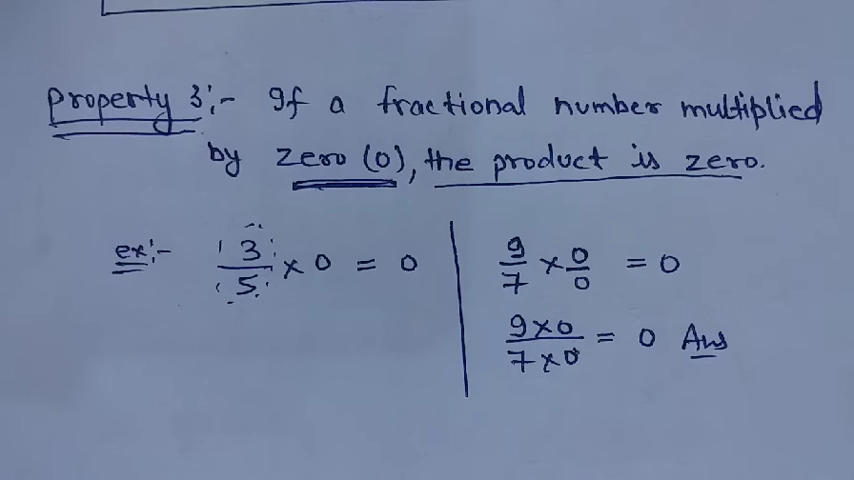 Property 3:- If a fractional number multiplied
by zero (0), the product is zero.
ex:- 3/5 × 0 = 0
9/7 × 0/0 = 0
9×0/7×0 = 0 Ans